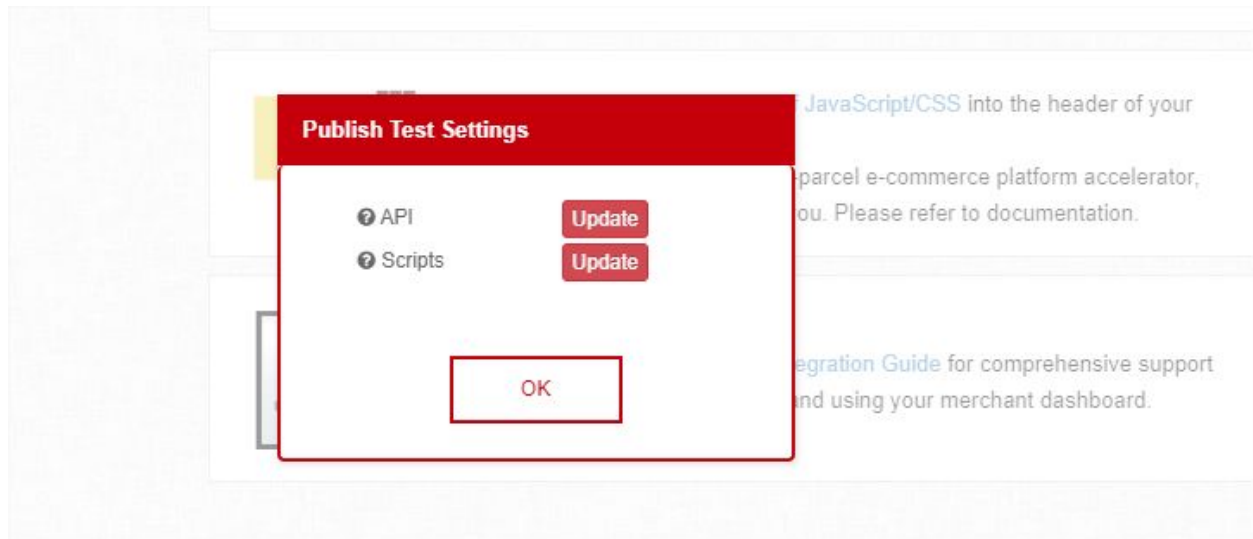 JavaScript/CSS into the header of your
Publish Test Settings
parcel e-commerce platform accelerator,
API Update
ou. Please refer to documentation.
Scripts Update
egration Guide for comprehensive support
OK
and using your merchant dashboard.